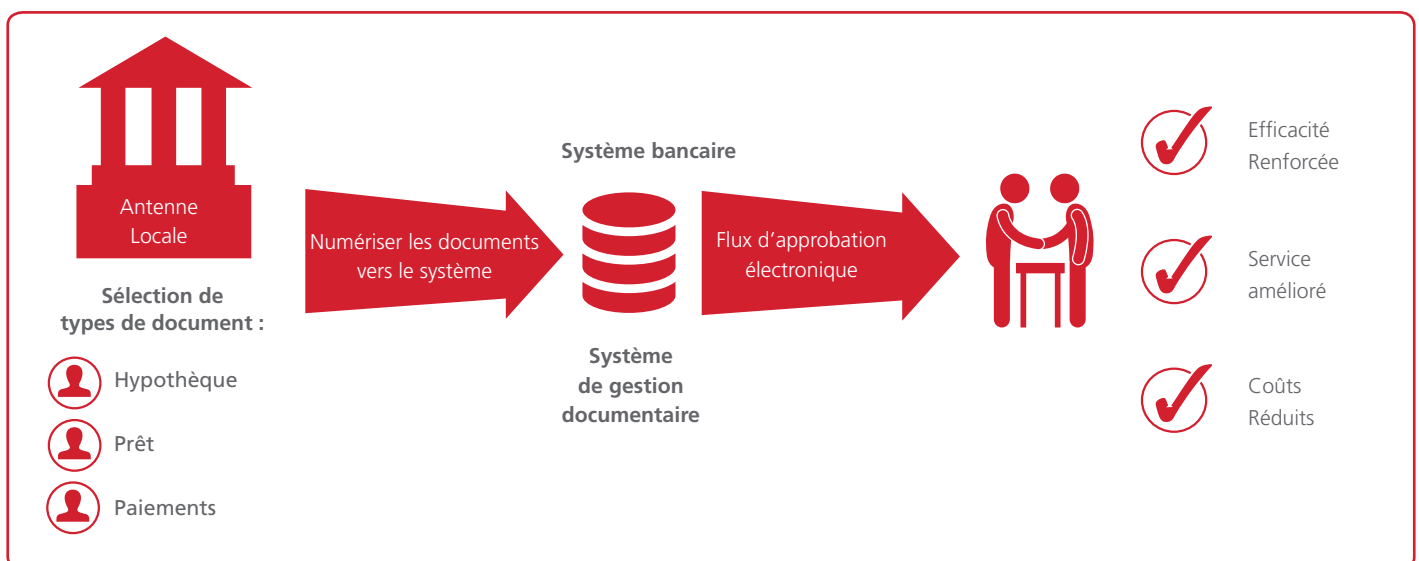 Antenne
Locale
Sélection de
types de document :
Hypothèque
Prêt
Paiements
Numériser les documents
vers le système
Système bancaire
Système
de gestion
documentaire
Flux d’approbation
électronique
Efficacité
Renforcée
Service
amélioré
Coûts
Réduits